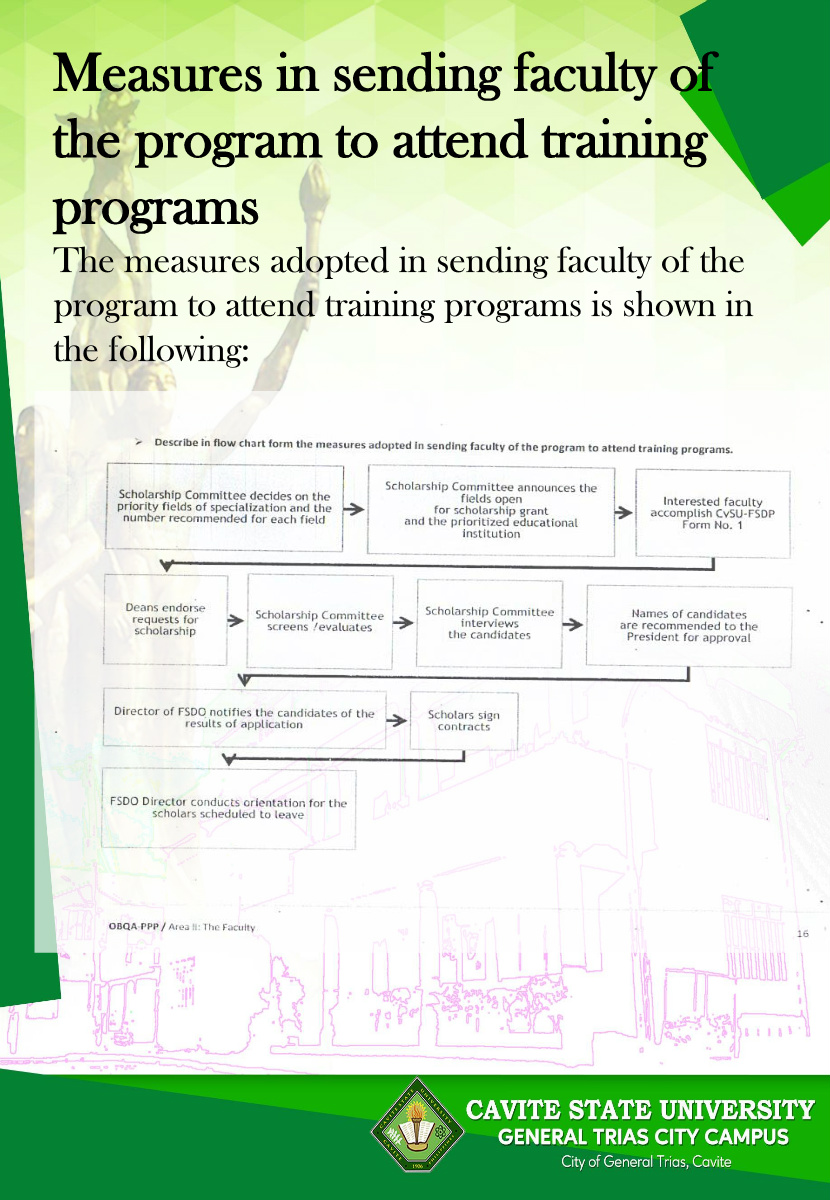 Measures in sending faculty of
the program to attend training
programs
The measures adopted in sending faculty of the
program to attend training programs is shown in
the following:
➢ Describe in flow chart form the measures adopted in sending faculty of the program to attend training programs.
Scholarship Committee decides on the
priority fields of specialization and the
number recommended for each field
Scholarship Committee announces the
fields open
for scholarship grant
and the prioritized educational
institution
Interested faculty
accomplish CvSU-FSDP
Form No. 1
Deans endorse
requests for
scholarship
Scholarship Committee
screens /evaluates
Scholarship Committee
interviews
the candidates
Names of candidates
are recommended to the
President for approval
Director of FSDO notifies the candidates of the
results of application
Scholars sign
contracts
FSDO Director conducts orientation for the
scholars scheduled to leave
OBQA-PPP / Area II: The Faculty
16
CAVITE STATE UNIVERSITY
GENERAL TRIAS CITY CAMPUS
City of General Trias, Cavite
1906